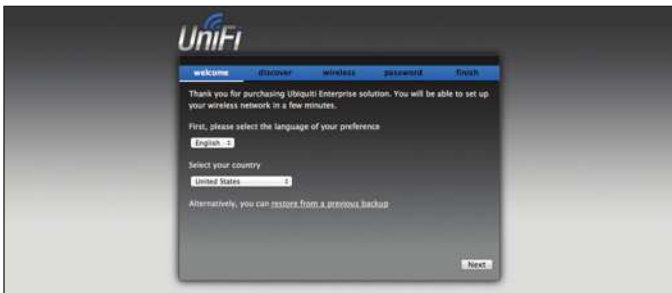 UniFi
welcome discover wireless password finish
Thank you for purchasing Ubiquiti Enterprise solution. You will be able to set up
your wireless network in a few minutes.
First, please select the language of your preference
English
Select your country
United States
Alternatively, you can restore from a previous backup
Next